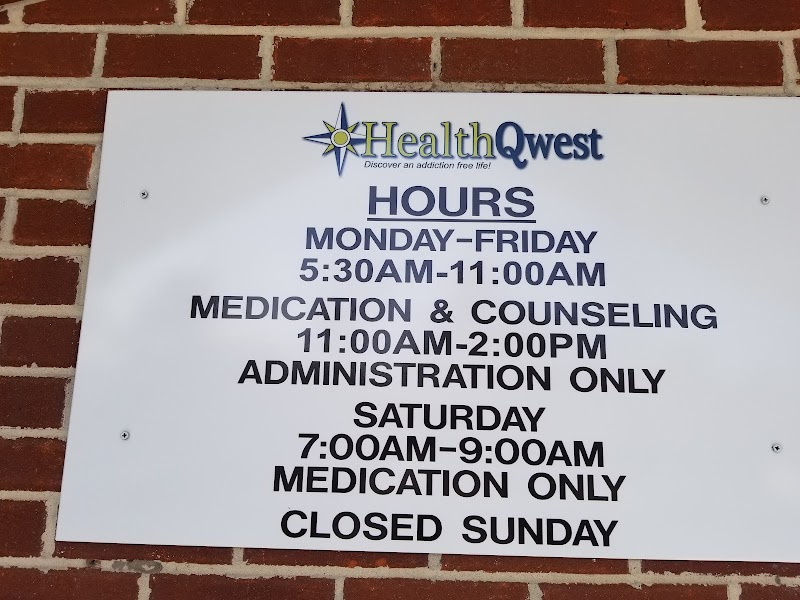 HealthQwest
Discover an addiction free life!
HOURS
MONDAY-FRIDAY
5:30AM-11:00AM
MEDICATION & COUNSELING
11:00AM-2:00PM
ADMINISTRATION ONLY
SATURDAY
7:00AM-9:00AM
MEDICATION ONLY
CLOSED SUNDAY